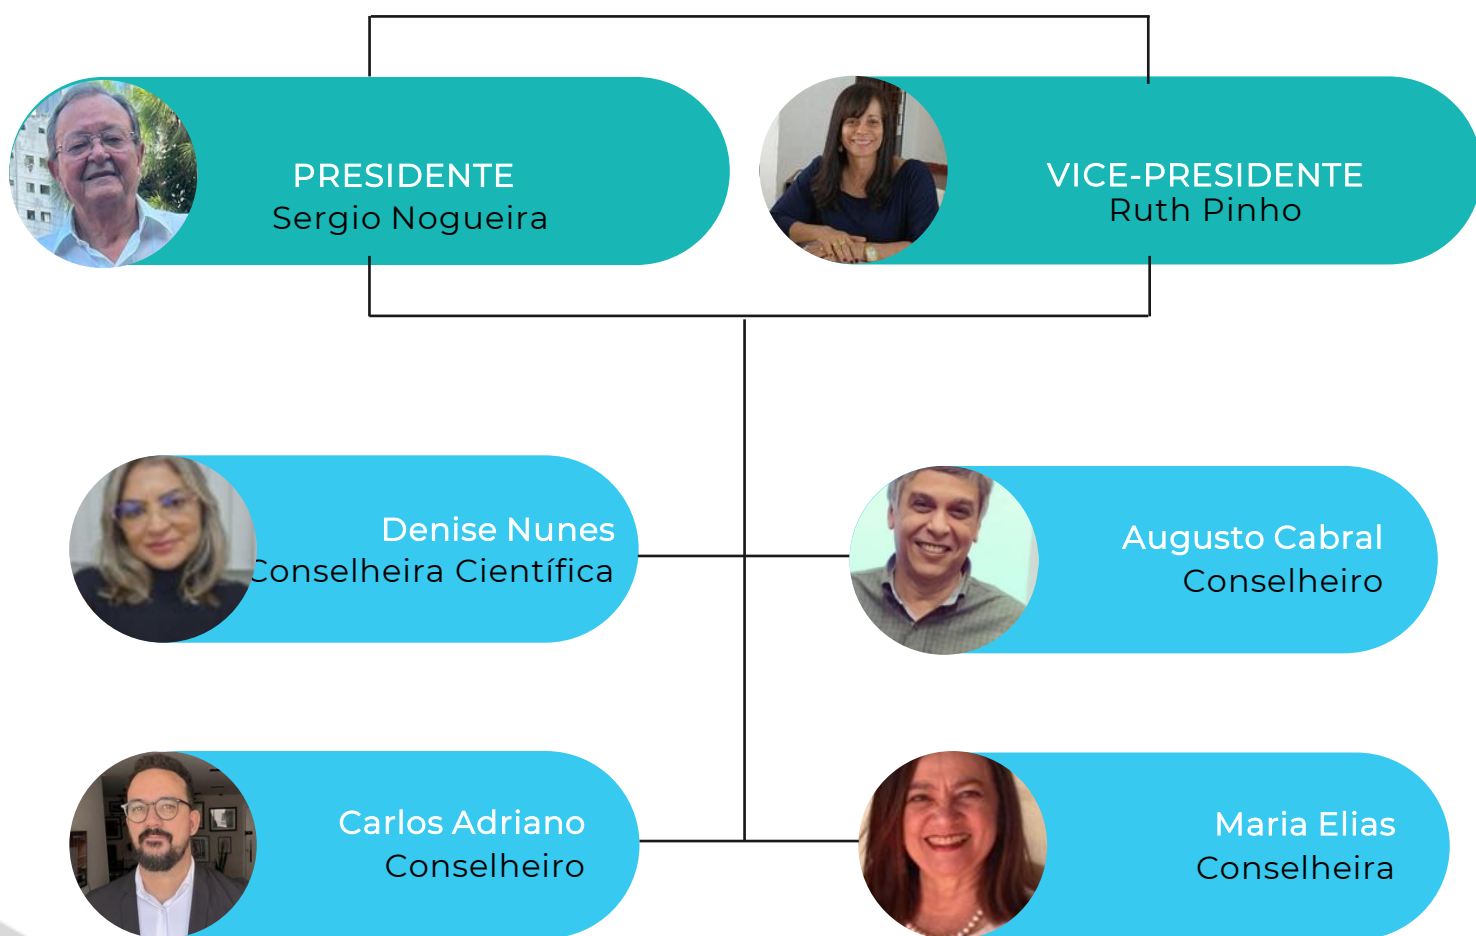 PRESIDENTE
Sergio Nogueira
VICE-PRESIDENTE
Ruth Pinho
Denise Nunes
Conselheira Científica
Augusto Cabral
Conselheiro
Carlos Adriano
Conselheiro
Maria Elias
Conselheira